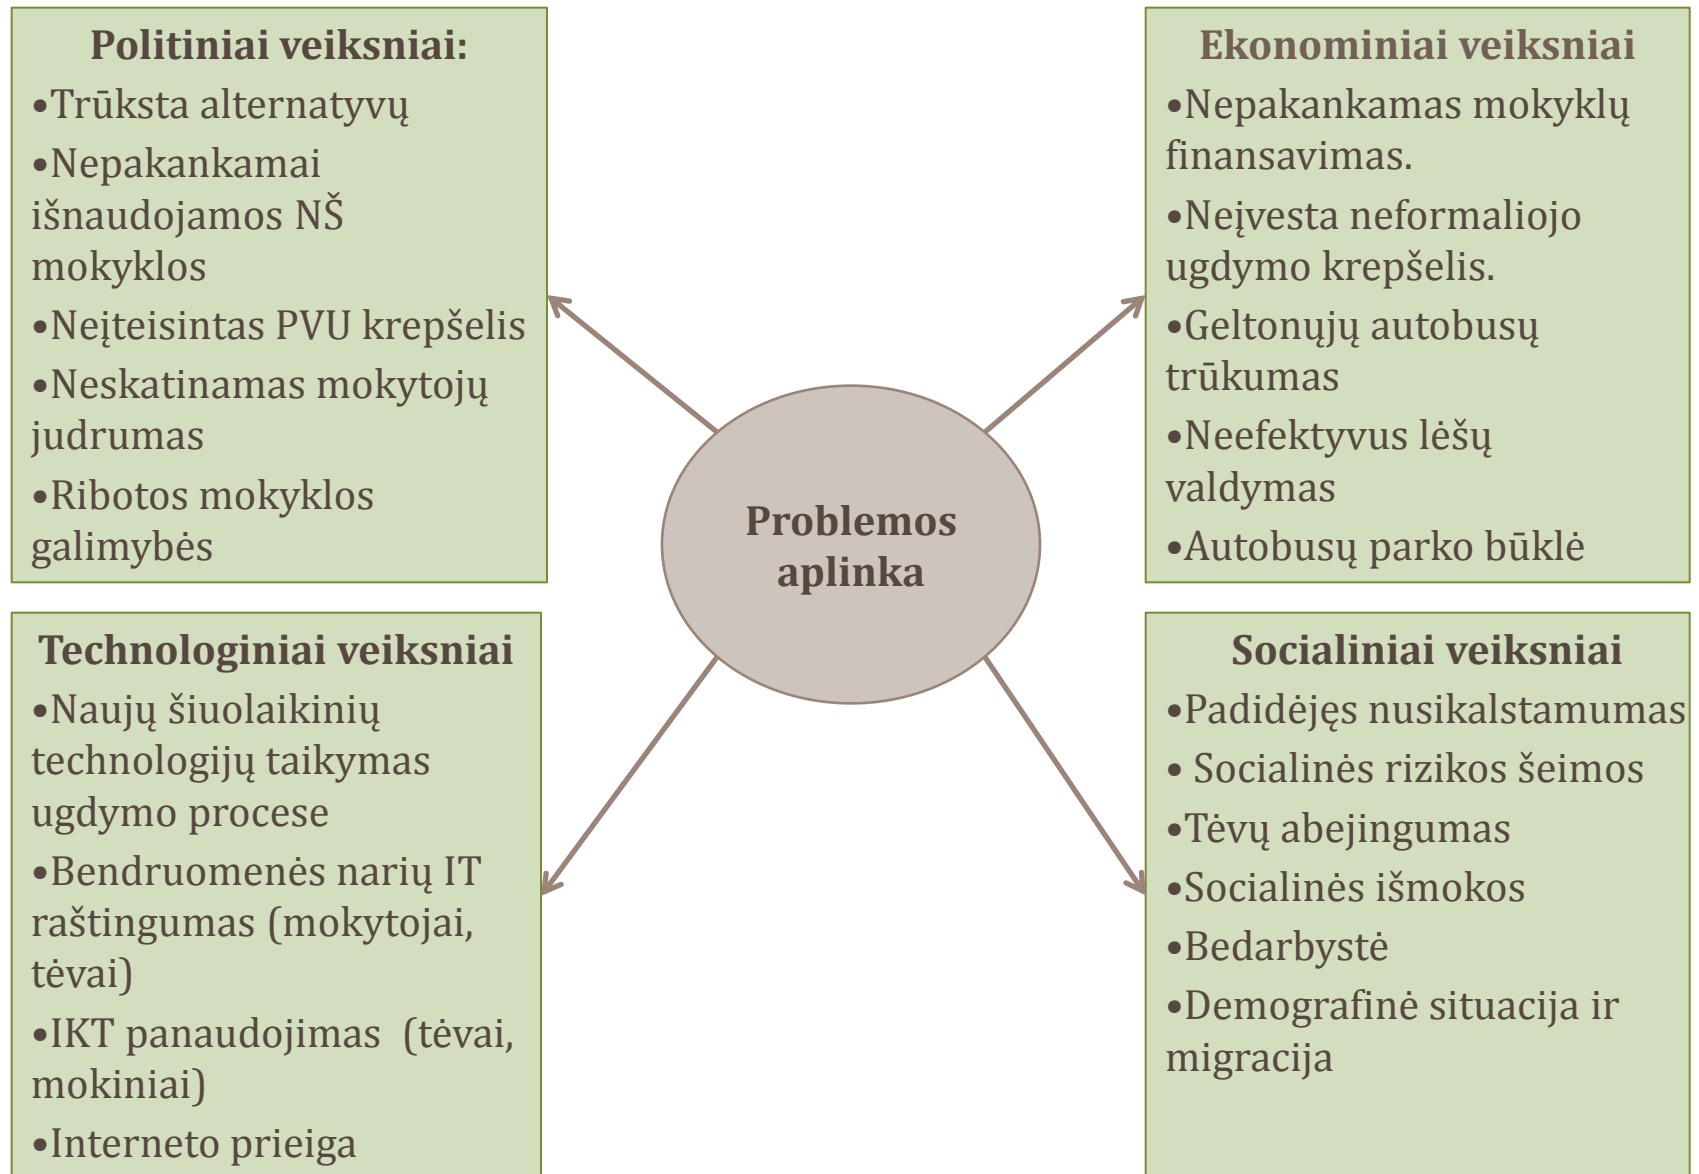 Politiniai veiksniai:
•Trūksta alternatyvų
•Nepakankamai
išnaudojamos NŠ
mokyklos
•Neįteisintas PVU krepšelis
•Neskatinamas mokytojų
judrumas
•Ribotos mokyklos
galimybės
Ekonominiai veiksniai
•Nepakankamas mokyklų
finansavimas.
•Neįvesta neformaliojo
ugdymo krepšelis.
•Geltonųjų autobusų
trūkumas
•Neefektyvus lėšų
valdymas
•Autobusų parko būklė
Problemos
aplinka
Technologiniai veiksniai
•Naujų šiuolaikinių
technologijų taikymas
ugdymo procese
•Bendruomenės narių IT
raštingumas (mokytojai,
tėvai)
•IKT panaudojimas  (tėvai,
mokiniai)
•Interneto prieiga
Socialiniai veiksniai
•Padidėjęs nusikalstamumas
• Socialinės rizikos šeimos
•Tėvų abejingumas
•Socialinės išmokos
•Bedarbystė
•Demografinė situacija ir
migracija